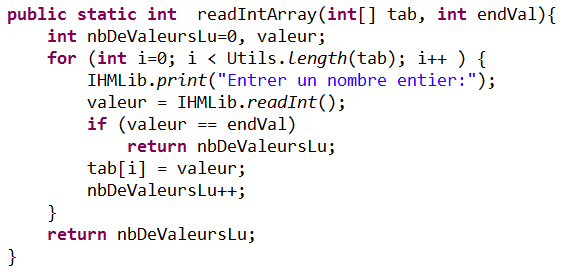 public static int  readIntArray(int[] tab, int endVal){
    int nbDeValeursLu=0, valeur;
    for (int i=0; i < Utils.length(tab); i++ ) {
        IHMLib.print("Entrer un nombre entier:");
        valeur = IHMLib.readInt();
        if (valeur == endVal)
            return nbDeValeursLu;
        tab[i] = valeur;
        nbDeValeursLu++;
    }
    return nbDeValeursLu;
}